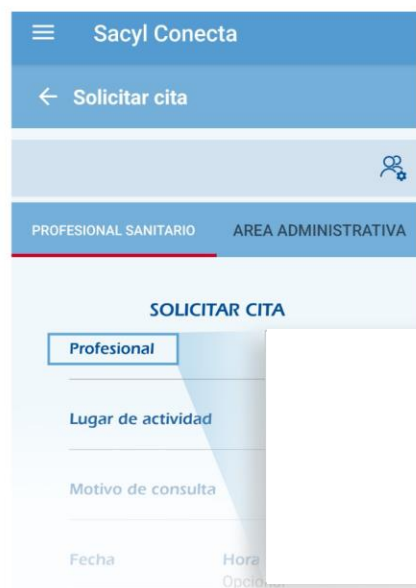 Sacyl Conecta
Solicitar cita
PROFESIONAL SANITARIO AREA ADMINISTRATIVA
SOLICITAR CITA
Profesional
Lugar de actividad
Motivo de consulta
Fecha Hora